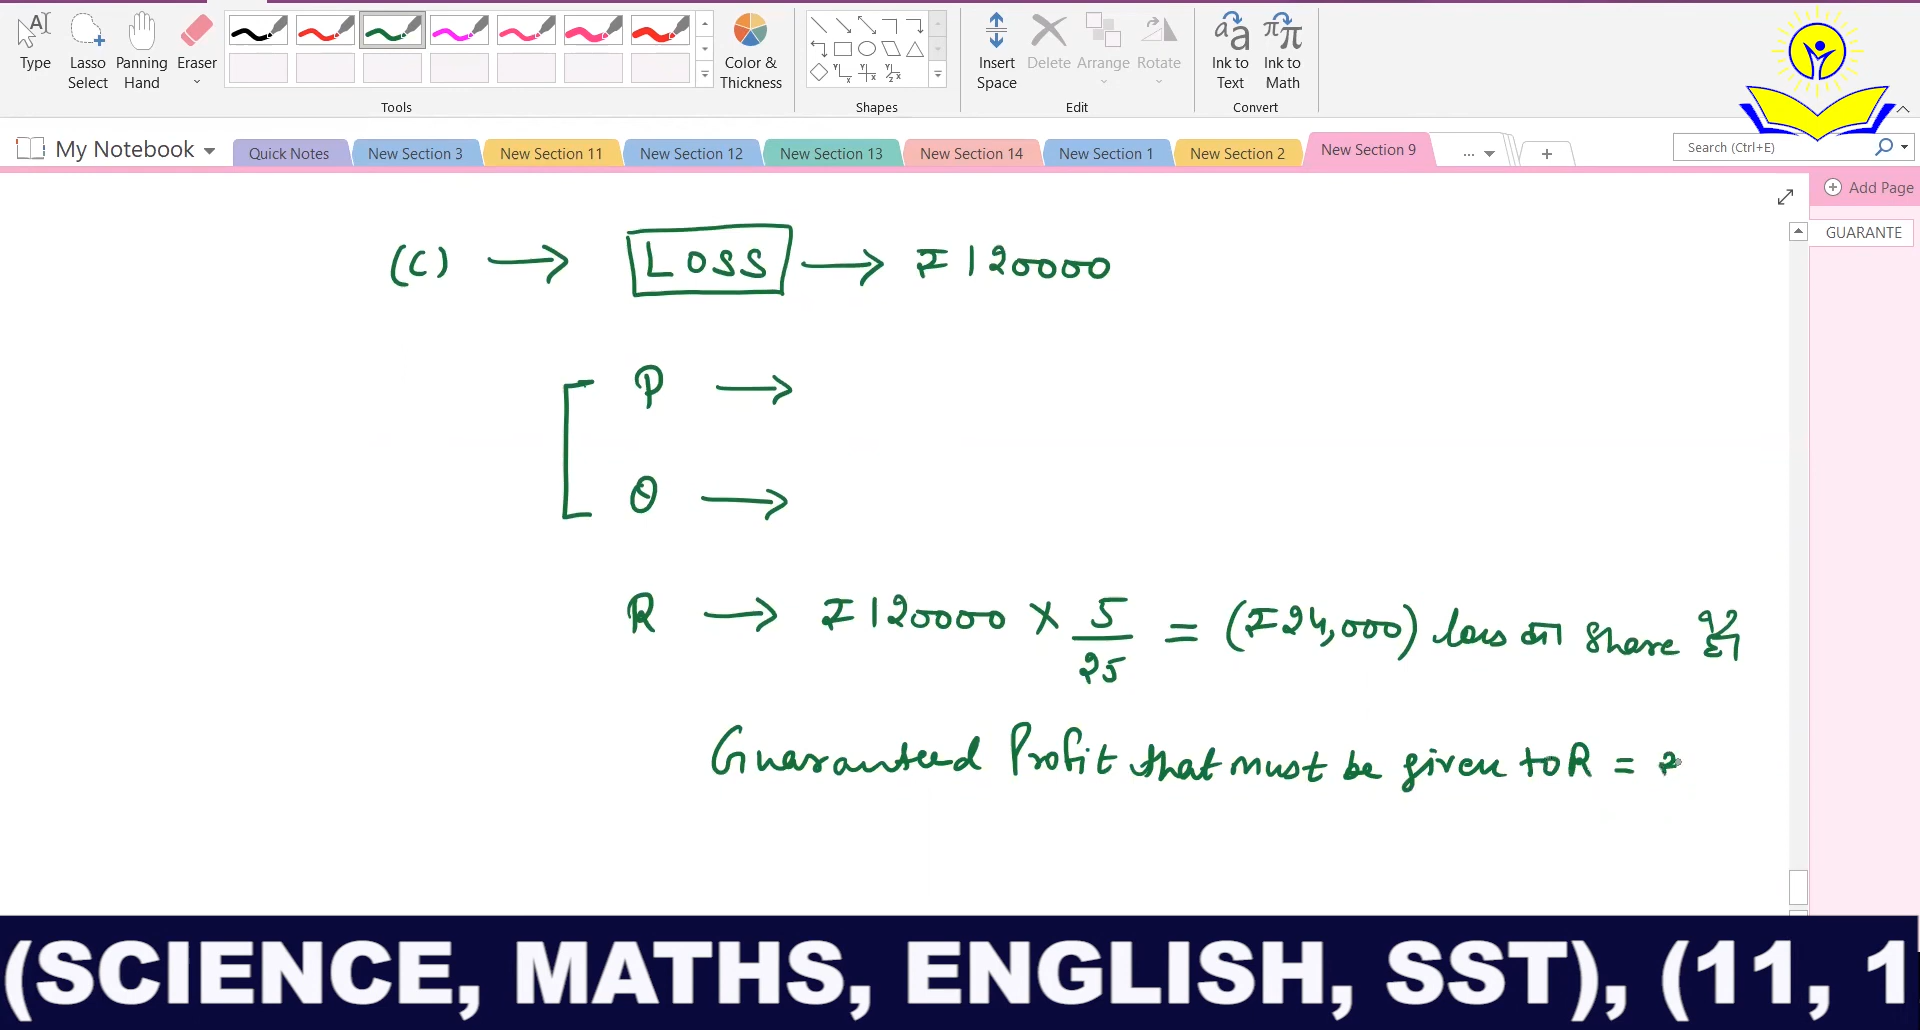 Type
Lasso Select
Panning Hand
Eraser
Color & Thickness
Insert Space
Delete
Arrange
Rotate
Ink to Text
Ink to Math
Tools
Shapes
Edit
Convert
My Notebook
Quick Notes
New Section 3
New Section 11
New Section 12
New Section 13
New Section 14
New Section 1
New Section 2
New Section 9
...
Search (Ctrl+E)
Add Page
GUARANTE
(C) → Loss → ₹120000
P →
Q →
R → ₹120000 × 5/25 = (₹24,000) loss का share है
Guaranteed Profit that must be given to R = ₹
(SCIENCE, MATHS, ENGLISH, SST), (11, 1